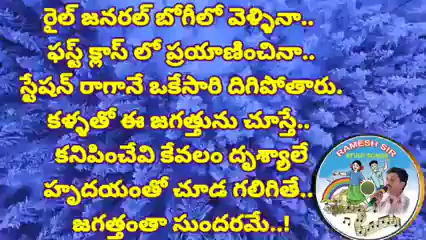 రైల్ జనరల్ బోగీలో వెళ్ళినా..
ఫస్ట్ క్లాస్ లో ప్రయాణించినా..
స్టేషన్ రాగానే ఒకేసారి దిగిపోతారు.
కళ్ళతో ఈ జగత్తును చూస్తే..
కనిపించేవి కేవలం దృశ్యాలే
హృదయంతో చూడ గలిగితే..
జగత్తంతా సుందరమే..!
RAMESH SIR